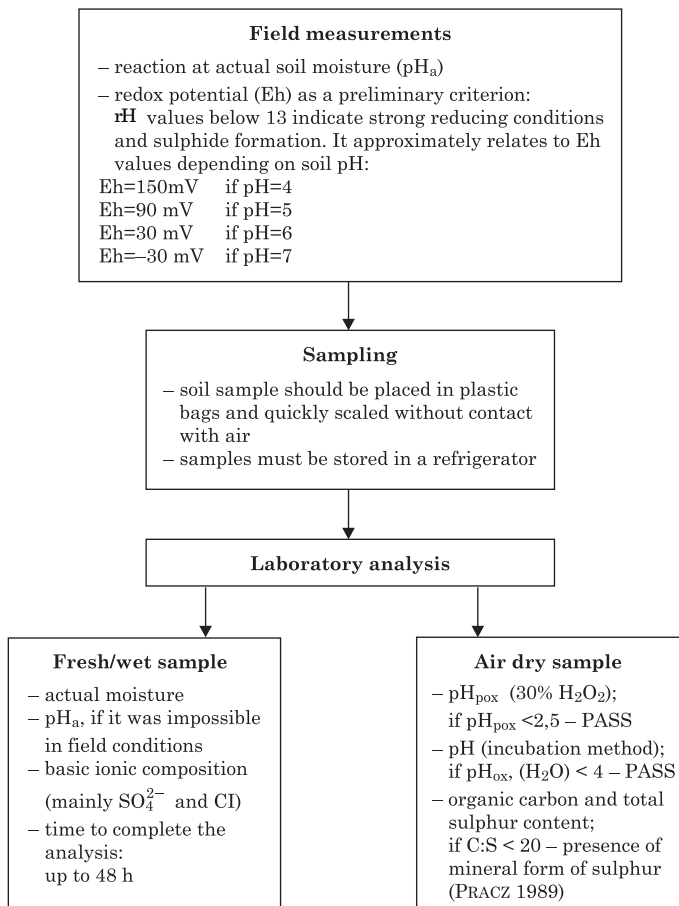 Field measurements
– reaction at actual soil moisture (pHₐ)
– redox potential (Eh) as a preliminary criterion:
rH values below 13 indicate strong reducing conditions
and sulphide formation. It approximately relates to Eh
values depending on soil pH:
Eh=150mV if pH=4
Eh=90 mV if pH=5
Eh=30 mV if pH=6
Eh=–30 mV if pH=7
Sampling
– soil sample should be placed in plastic
bags and quickly scaled without contact
with air
– samples must be stored in a refrigerator
Laboratory analysis
Fresh/wet sample
– actual moisture
– pHₐ, if it was impossible
in field conditions
– basic ionic composition
(mainly SO₄²⁻ and CI)
– time to complete the
analysis:
up to 48 h
Air dry sample
– pHₚₒₓ (30% H₂O₂);
if pHₚₒₓ <2,5 – PASS
– pH (incubation method);
if pHₒₓ, (H₂O) < 4 – PASS
– organic carbon and total
sulphur content;
if C:S < 20 – presence of
mineral form of sulphur
(PRACZ 1989)